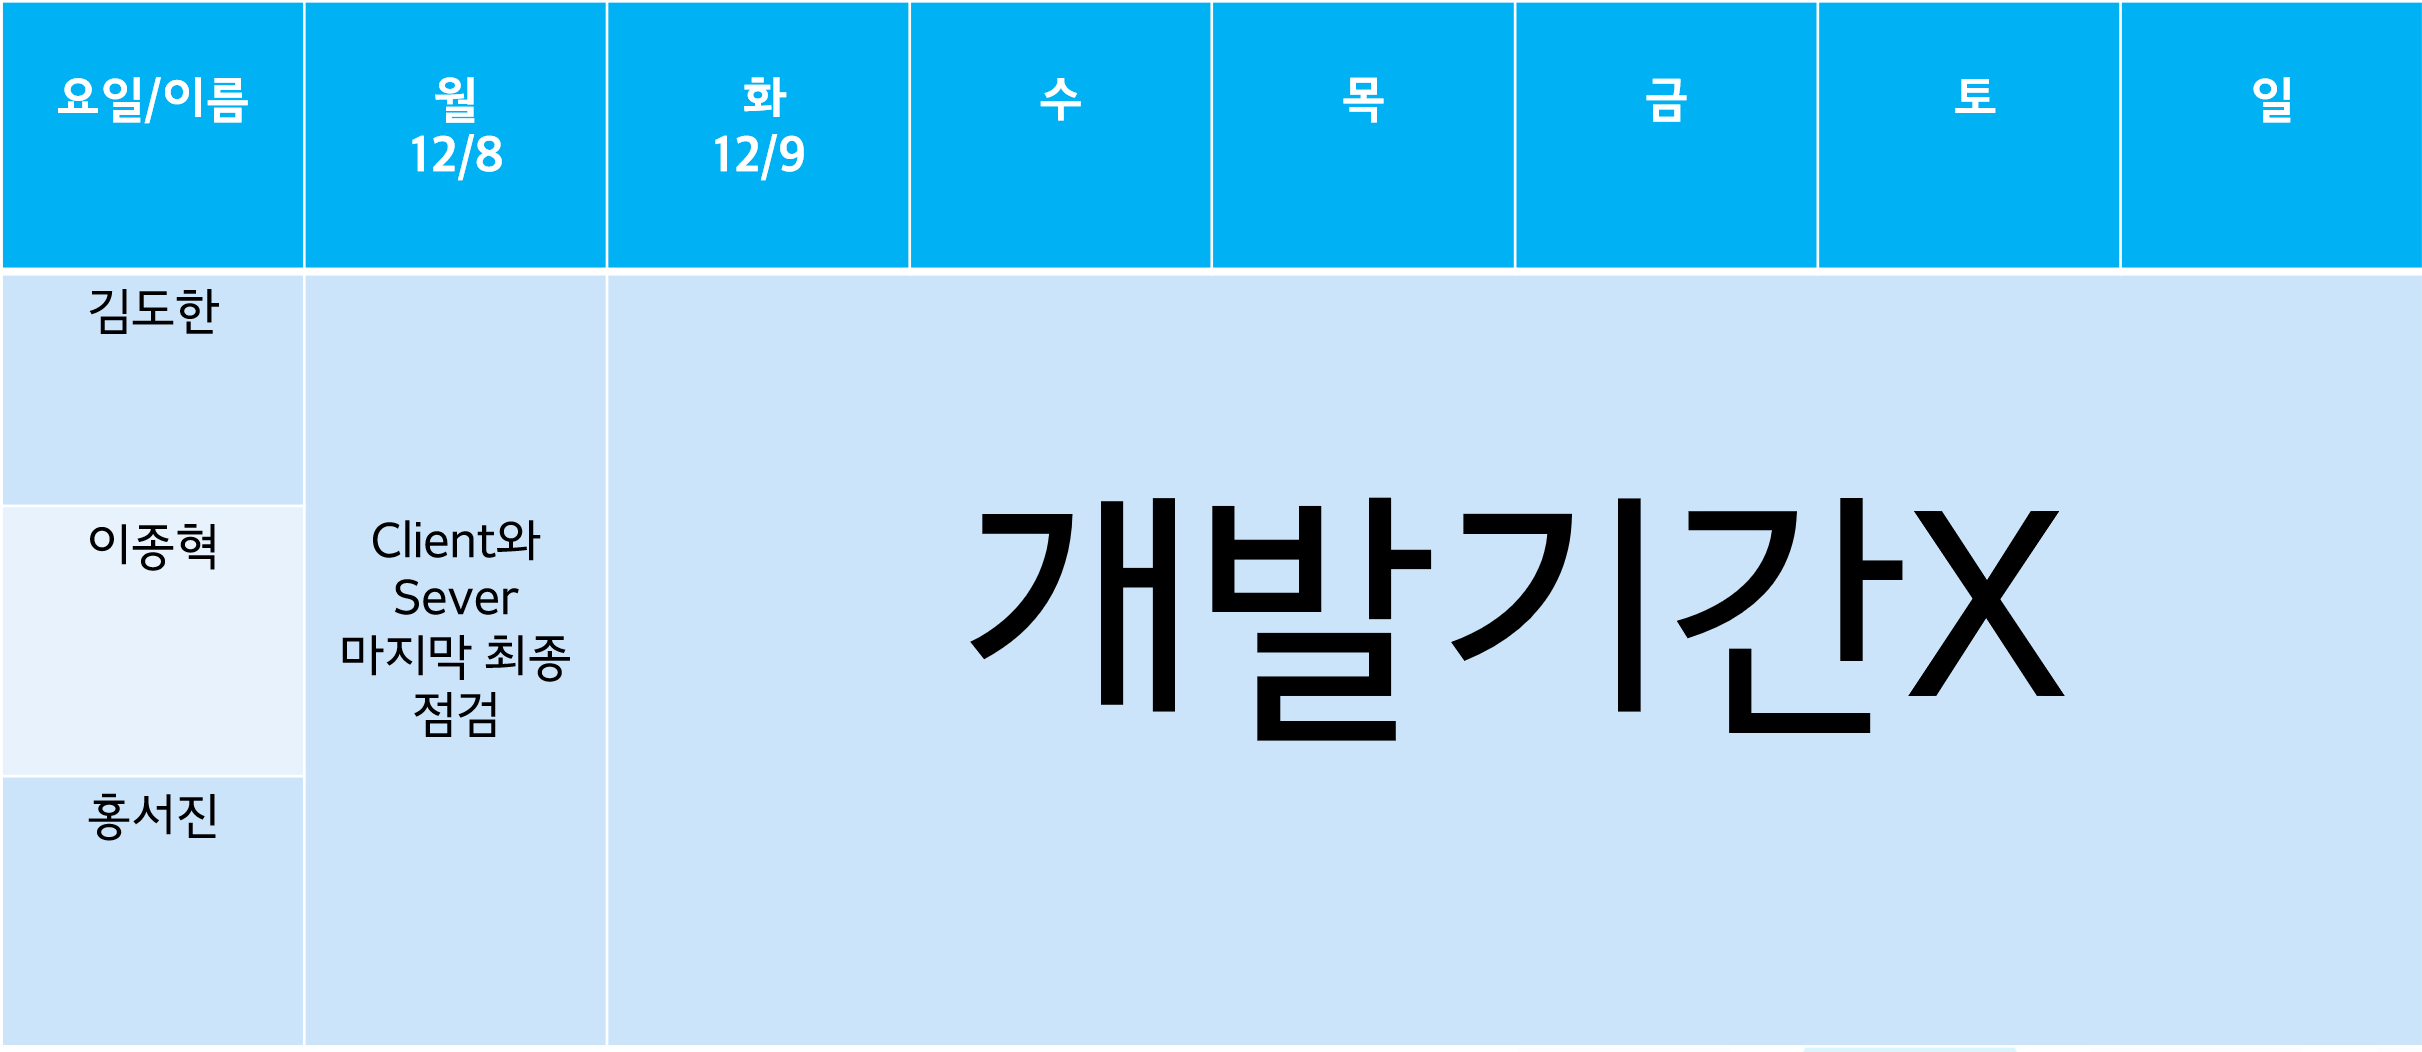 요일/이름
월
12/8
화
12/9
수
목
금
토
일
김도한
이종혁
홍서진
Client와
Sever
마지막 최종
점검
개발기간X